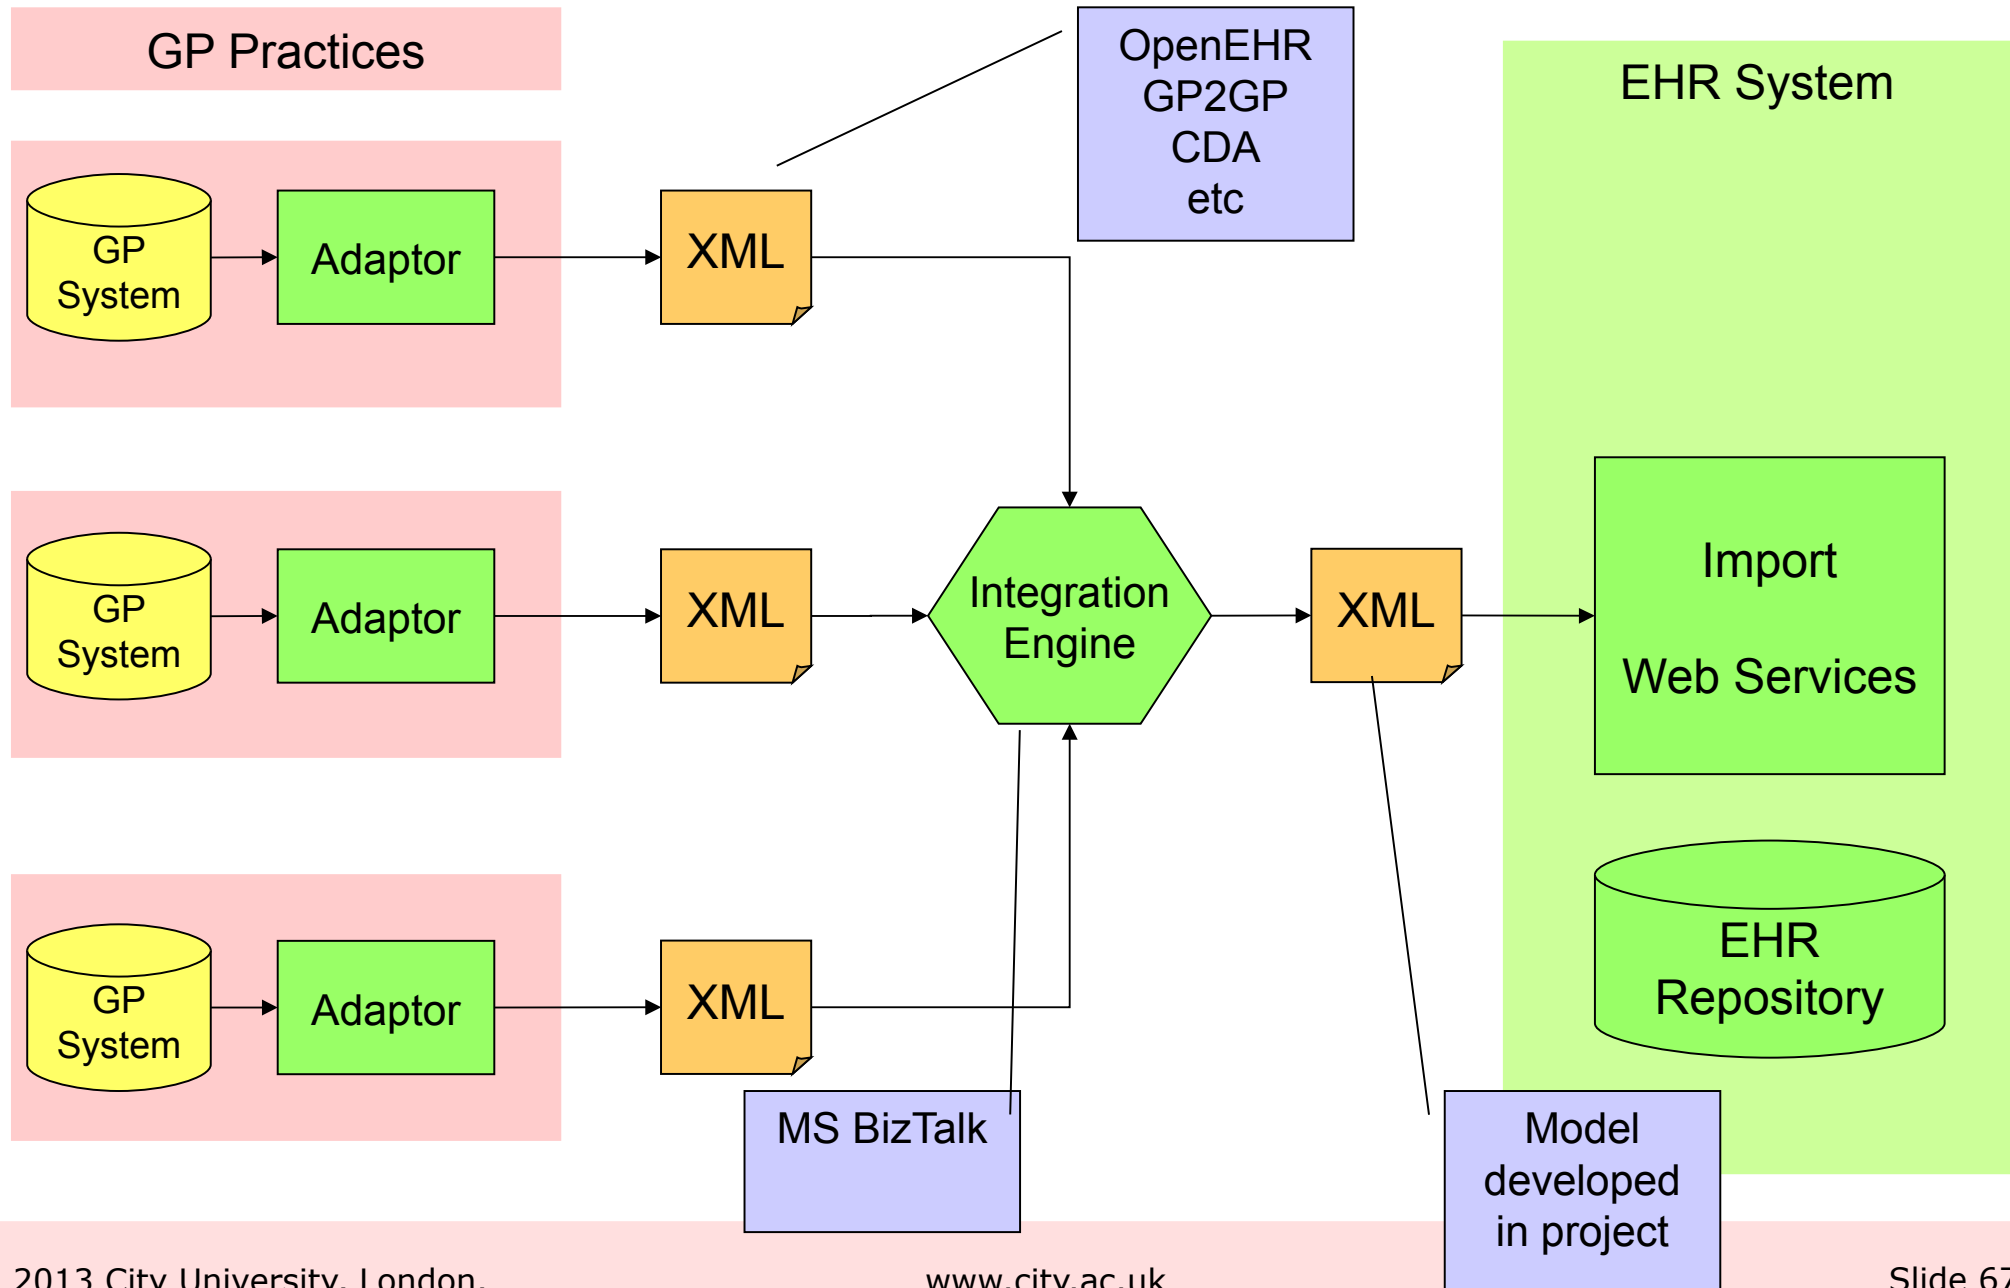 GP Practices
OpenEHR
GP2GP
CDA
etc
EHR System
GP
System
Adaptor
XML
GP
System
Adaptor
XML
Integration
Engine
XML
Import
Web Services
GP
System
Adaptor
XML
EHR
Repository
MS BizTalk
Model
developed
in project
2013 City University, London.
www.city.ac.uk
Slide 67